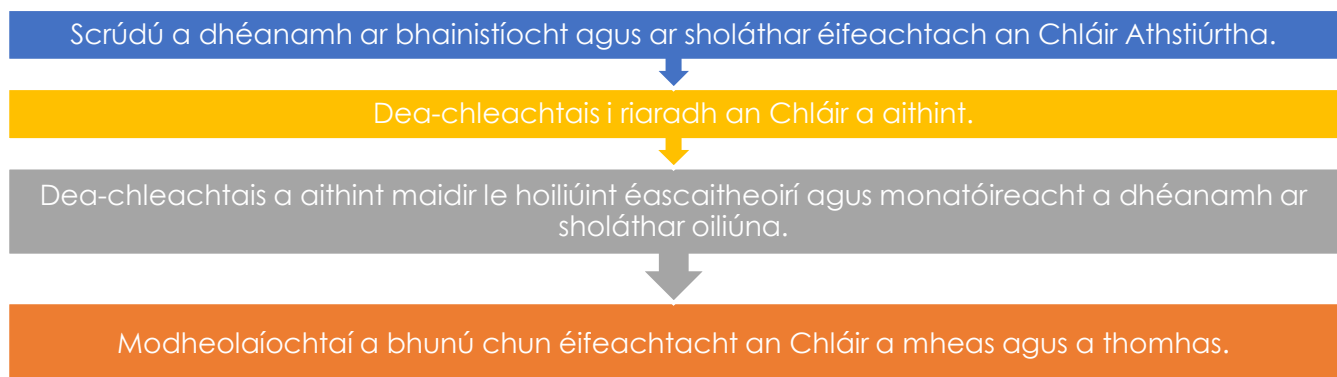 Scrúdú a dhéanamh ar bhainistíocht agus ar sholáthar éifeachtach an Chláir Athstiúrtha.
Dea-chleachtais i riaradh an Chláir a aithint.
Dea-chleachtais a aithint maidir le hoiliúint éascaitheoirí agus monatóireacht a dhéanamh ar
sholáthar oiliúna.
Modheolaíochtaí a bhunú chun éifeachtacht an Chláir a mheas agus a thomhas.